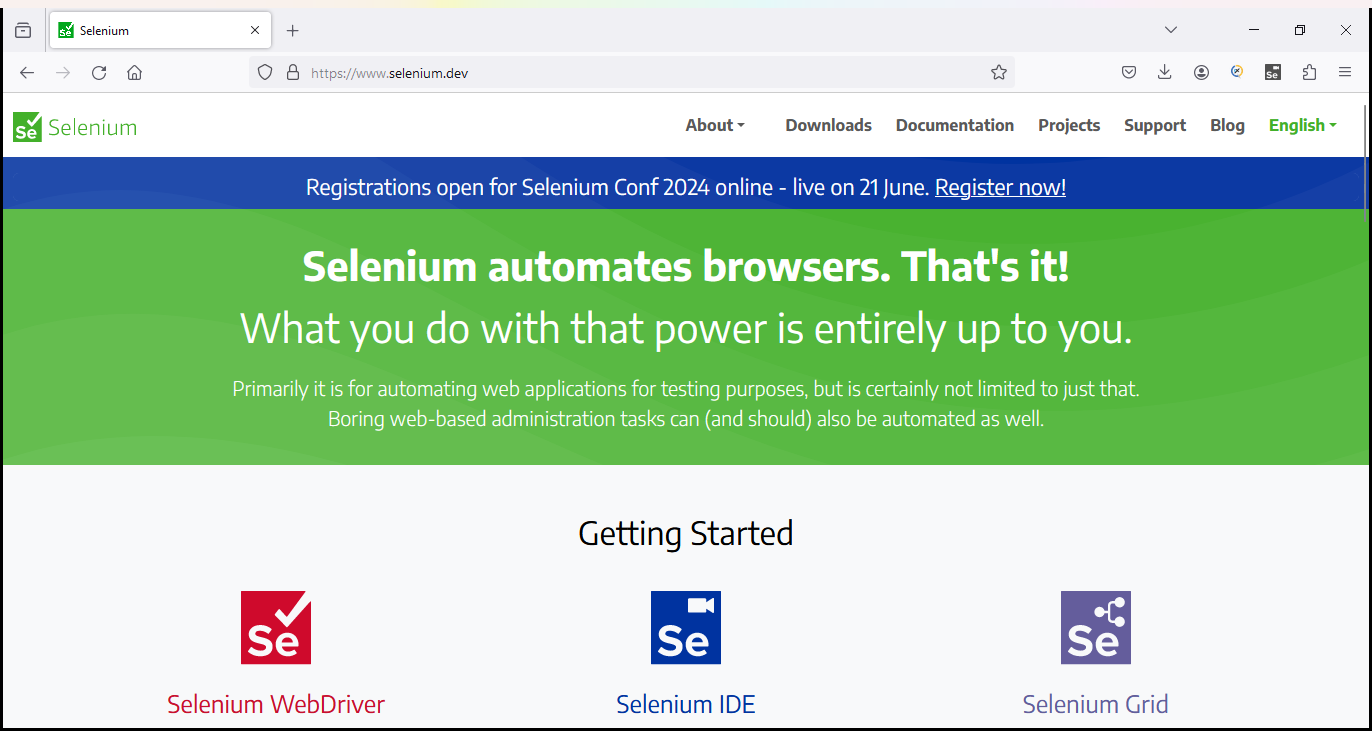 Selenium
https://www.selenium.dev
Se
Se Selenium
About
Downloads
Documentation
Projects
Support
Blog
English
Registrations open for Selenium Conf 2024 online - live on 21 June. Register now!
Selenium automates browsers. That's it!
What you do with that power is entirely up to you.
Primarily it is for automating web applications for testing purposes, but is certainly not limited to just that.
Boring web-based administration tasks can (and should) also be automated as well.
Getting Started
Se
Se
Se
Selenium WebDriver
Selenium IDE
Selenium Grid